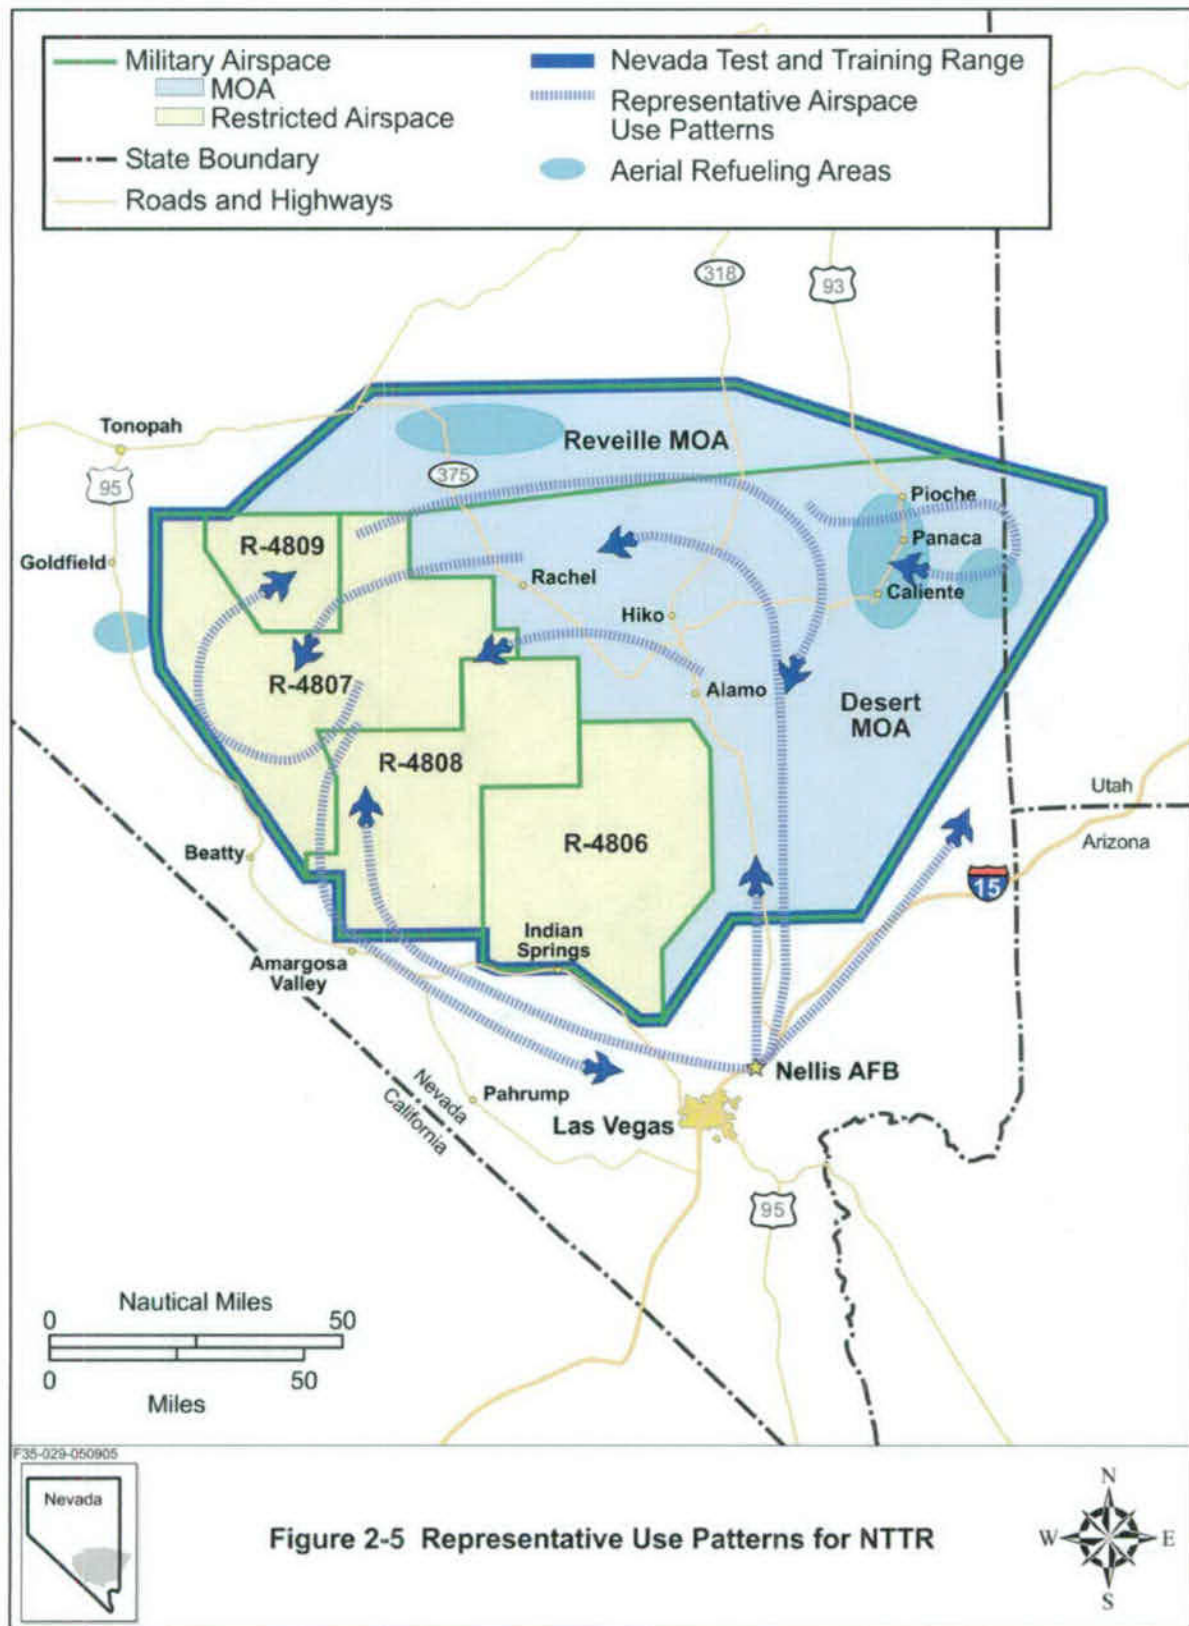 Military Airspace
MOA
Restricted Airspace
State Boundary
Roads and Highways
Nevada Test and Training Range
Representative Airspace
Use Patterns
Aerial Refueling Areas
318
93
Tonopah
95
Reveille MOA
375
Pioche
R-4809
Panaca
Goldfield
Rachel
Caliente
Hiko
R-4807
Alamo
Desert
MOA
R-4808
Utah
R-4806
Arizona
Beatty
15
Indian
Springs
Amargosa
Valley
Nellis AFB
Nevada
California
Pahrump
Las Vegas
95
Nautical Miles
0 50
0 50
Miles
F35-029-050905
Nevada
Figure 2-5 Representative Use Patterns for NTTR
N
W E
S